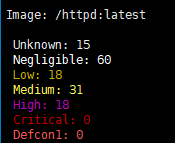 Image: /httpd:latest
Unknown: 15
Negligible: 60
Low: 18
Medium: 31
High: 18
Critical: 0
Defcon1: 0